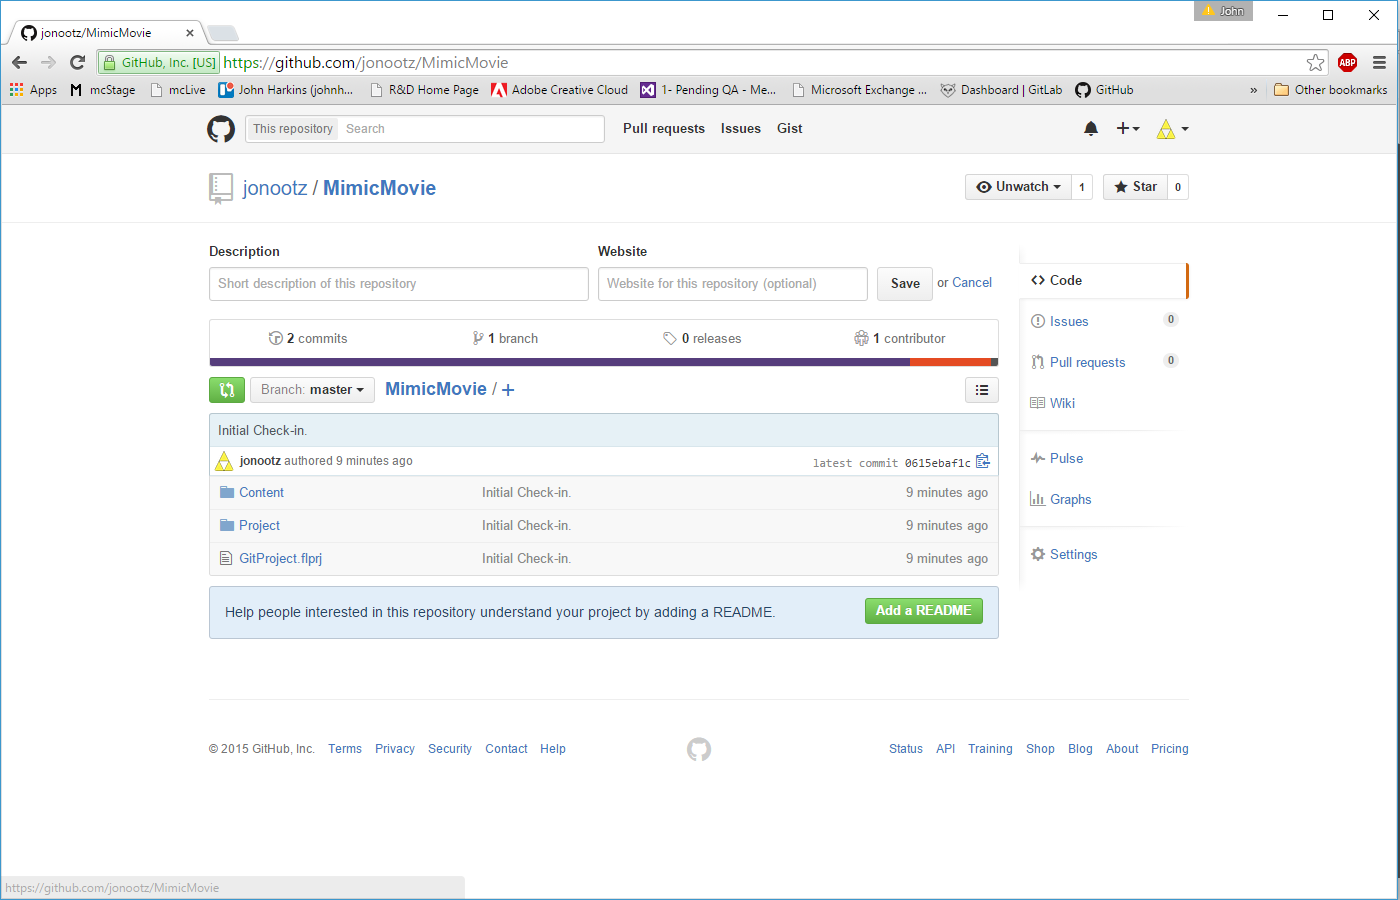 John
jonootz/MimicMovie
GitHub, Inc. [US] https://github.com/jonootz/MimicMovie
ABP
Apps mcStage mcLive John Harkins (johnh... R&D Home Page Adobe Creative Cloud 1- Pending QA - Me... Microsoft Exchange ... Dashboard | GitLab GitHub » Other bookmarks
This repository Search Pull requests Issues Gist
jonootz / MimicMovie Unwatch 1 Star 0
Description Website
Short description of this repository Website for this repository (optional) Save or Cancel
2 commits 1 branch 0 releases 1 contributor
Branch: master MimicMovie / +
Initial Check-in.
jonootz authored 9 minutes ago latest commit 0615ebaf1c
Content Initial Check-in. 9 minutes ago
Project Initial Check-in. 9 minutes ago
GitProject.flprj Initial Check-in. 9 minutes ago
Help people interested in this repository understand your project by adding a README. Add a README
Code
Issues 0
Pull requests 0
Wiki
Pulse
Graphs
Settings
© 2015 GitHub, Inc. Terms Privacy Security Contact Help Status API Training Shop Blog About Pricing
https://github.com/jonootz/MimicMovie